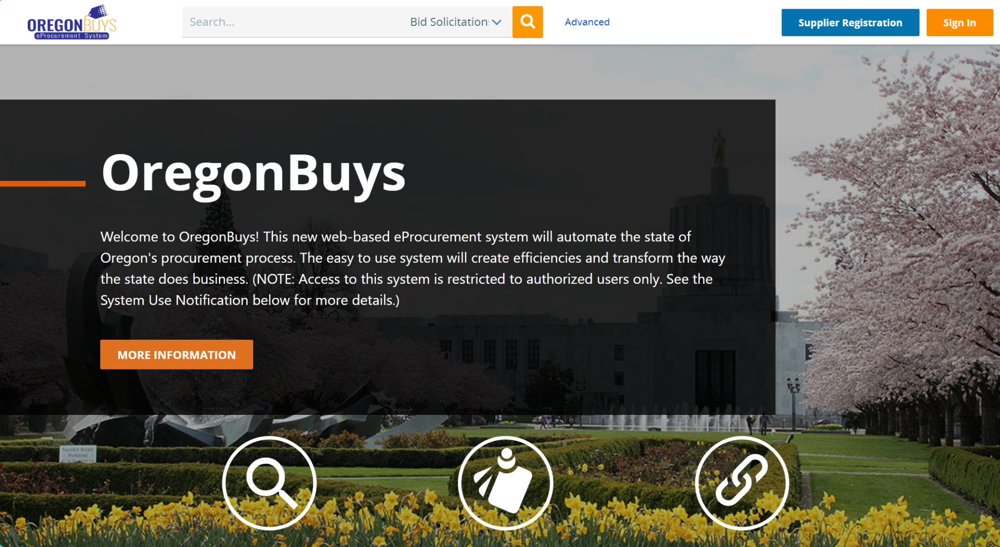 OREGONBUYS
eProcurement System
Search...
Bid Solicitation
Advanced
Supplier Registration
Sign In
OregonBuys
Welcome to OregonBuys! This new web-based eProcurement system will automate the state of
Oregon's procurement process. The easy to use system will create efficiencies and transform the way
the state does business. (NOTE: Access to this system is restricted to authorized users only. See the
System Use Notification below for more details.)
MORE INFORMATION
Fountain Access
Prohibited